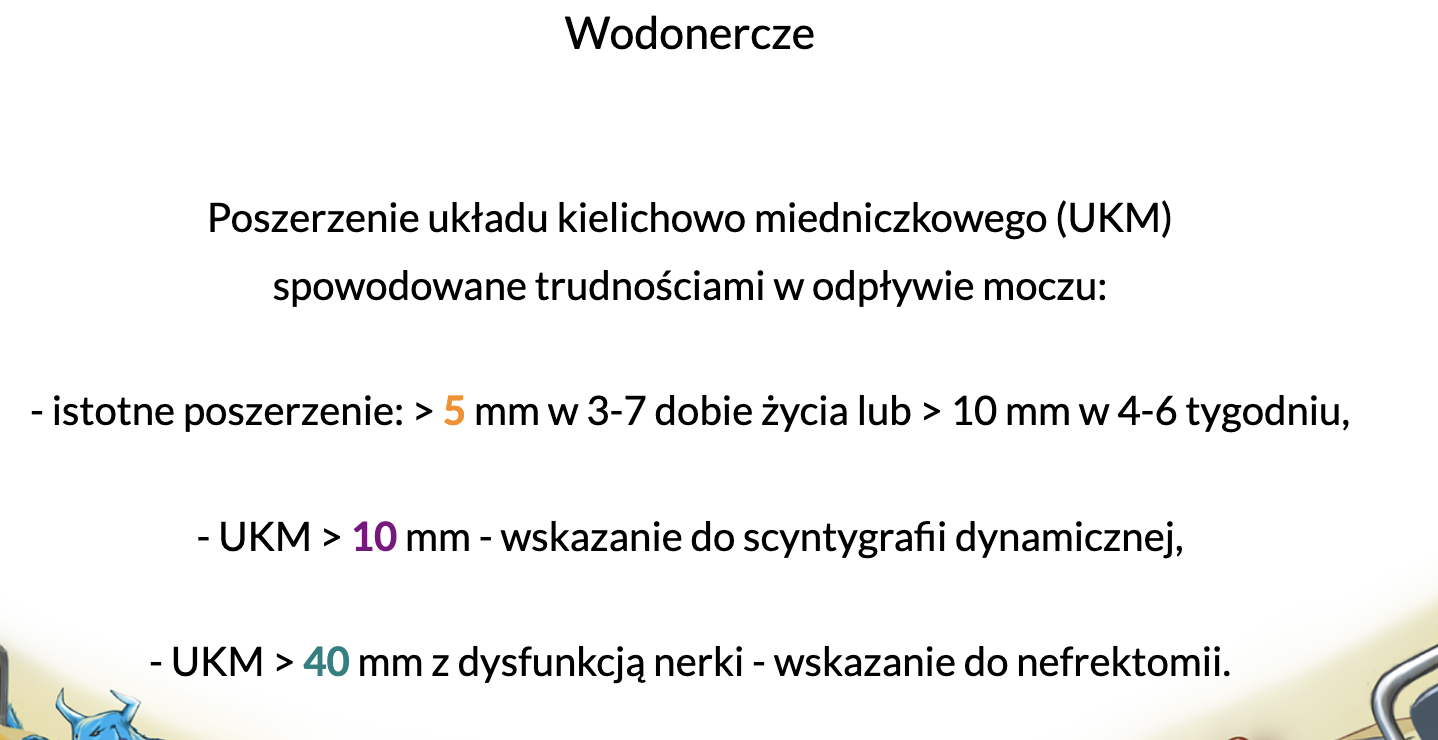 Wodonercze
Poszerzenie układu kielichowo miedniczkowego (UKM)
spowodowane trudnościami w odpływie moczu:
- istotne poszerzenie: > 5 mm w 3-7 dobie życia lub > 10 mm w 4-6 tygodniu,
- UKM > 10 mm - wskazanie do scyntygrafii dynamicznej,
- UKM > 40 mm z dysfunkcją nerki - wskazanie do nefrektomii.